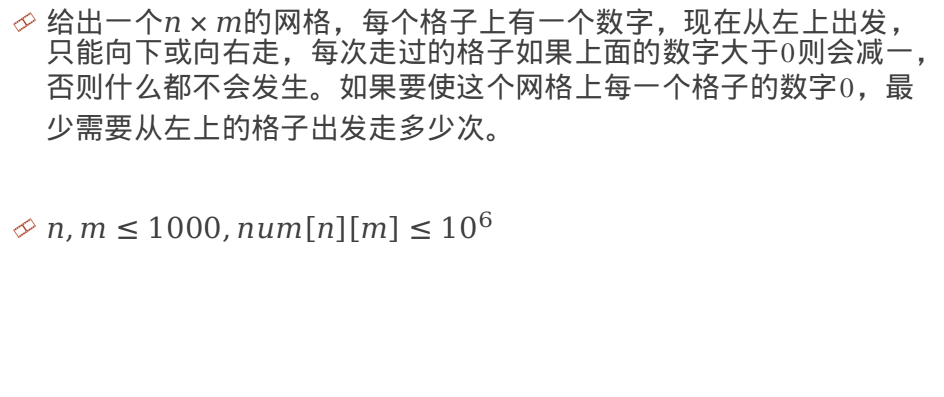 给出一个n × m的网格，每个格子上有一个数字，现在从左上出发，
只能向下或向右走，每次走过的格子如果上面的数字大于0则会减一，
否则什么都不会发生。如果要使这个网格上每一个格子的数字0，最
少需要从左上的格子出发走多少次。
n, m ≤ 1000, num[n][m] ≤ 10⁶